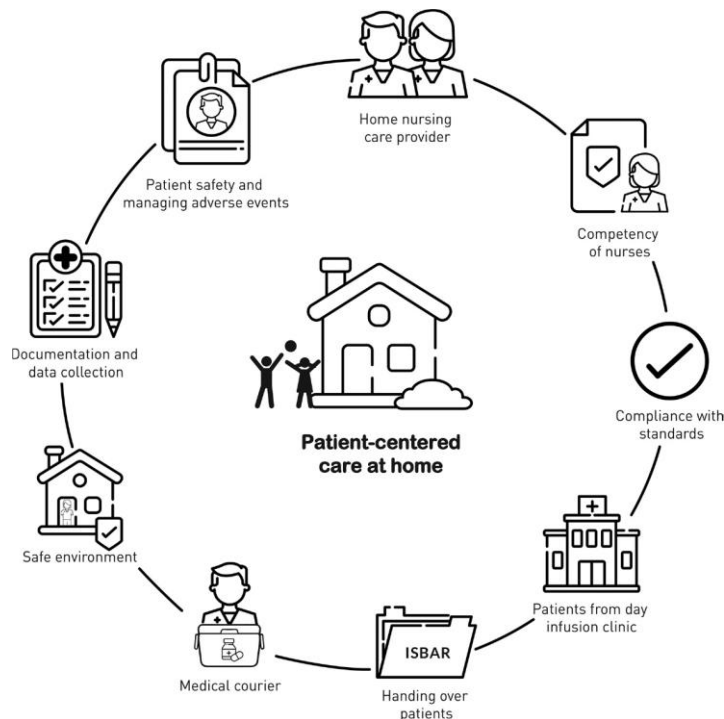 Home nursing
care provider
Competency
of nurses
Compliance with
standards
Patients from day
infusion clinic
ISBAR
Handing over
patients
Medical courier
Safe environment
Documentation and
data collection
Patient safety and
managing adverse events
Patient-centered
care at home